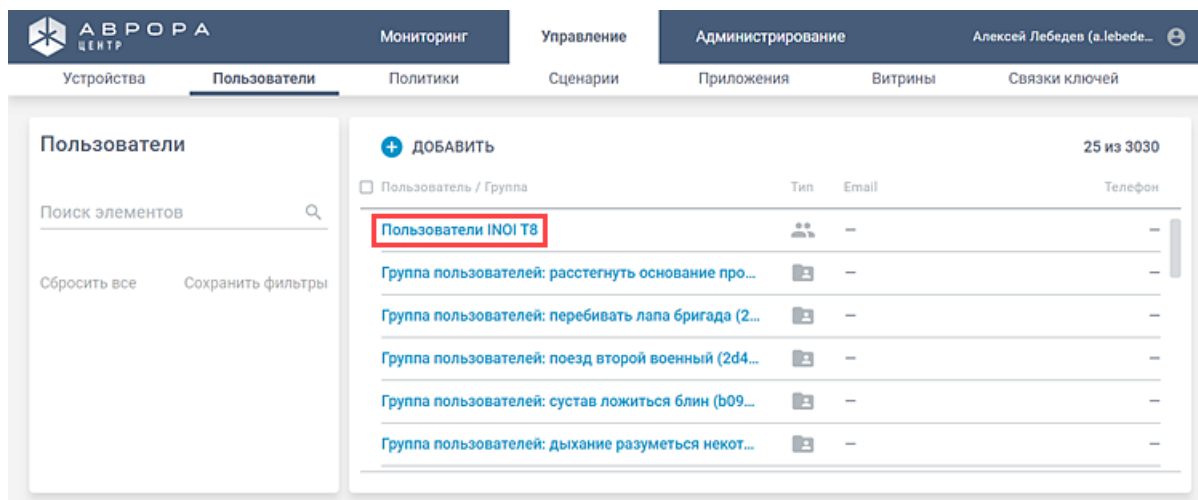 АВРОРА
ЦЕНТР
Мониторинг Управление Администрирование Алексей Лебедев (a.lebede...
Устройства Пользователи Политики Сценарии Приложения Витрины Связки ключей
Пользователи
Поиск элементов
Сбросить все Сохранить фильтры
ДОБАВИТЬ 25 из 3030
Пользователь / Группа Тип Email Телефон
Пользователи INOI T8 — —
Группа пользователей: расстегнуть основание про... — —
Группа пользователей: перебивать лапа бригада (2... — —
Группа пользователей: поезд второй военный (2d4... — —
Группа пользователей: сустав ложиться блин (b09... — —
Группа пользователей: дыхание разуметься некот... — —